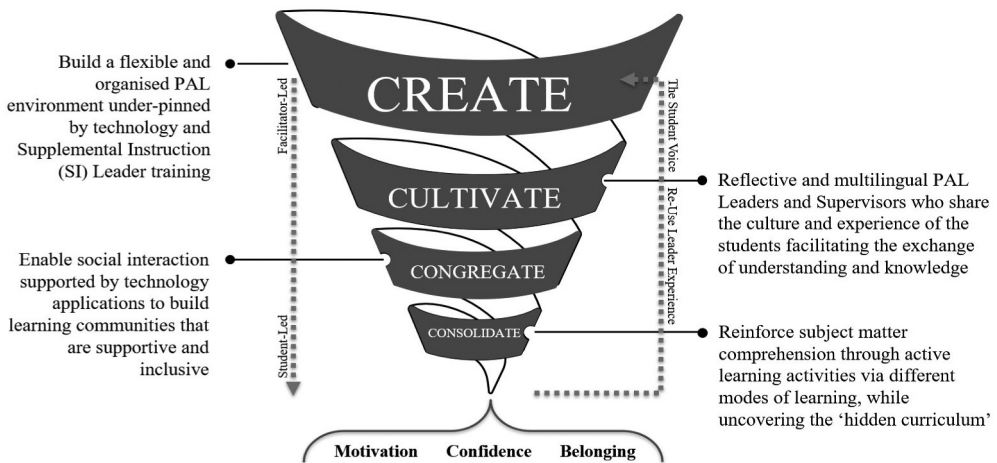 Build a flexible and
organised PAL
environment under-pinned
by technology and
Supplemental Instruction
(SI) Leader training
Facilitator-Led
Student-Led
CREATE
CULTIVATE
CONGREGATE
CONSOLIDATE
The Student Voice
Re-Use Leader Experience
Reflective and multilingual PAL
Leaders and Supervisors who share
the culture and experience of the
students facilitating the exchange
of understanding and knowledge
Enable social interaction
supported by technology
applications to build
learning communities that
are supportive and
inclusive
Reinforce subject matter
comprehension through active
learning activities via different
modes of learning, while
uncovering the ‘hidden curriculum’
Motivation Confidence Belonging